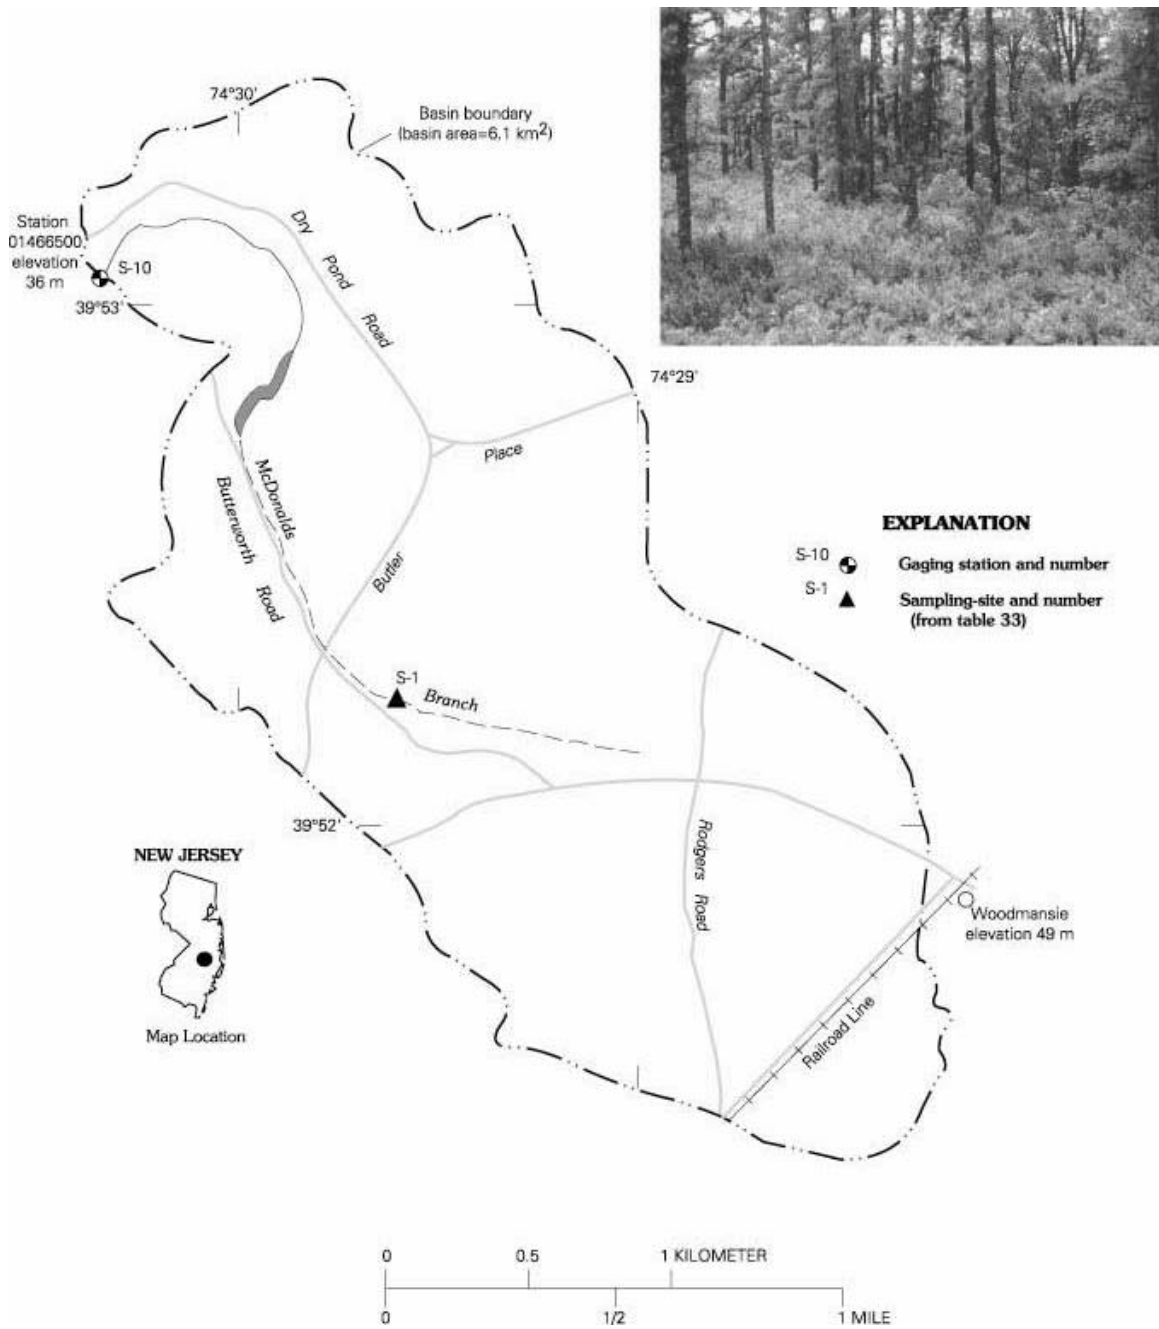 74°30'
Basin boundary
(basin area=6.1 km2)
Station
01466500
elevation
36 m
S-10
39°53'
Dry Pond Road
74°29'
Place
McDonalds
Butterworth Road
Butler
S-1
Branch
EXPLANATION
S-10 Gaging station and number
S-1 Sampling-site and number
(from table 33)
39°52'
Rodgers Road
NEW JERSEY
Map Location
Woodmansie
elevation 49 m
Railroad Line
0 0.5 1 KILOMETER
0 1/2 1 MILE